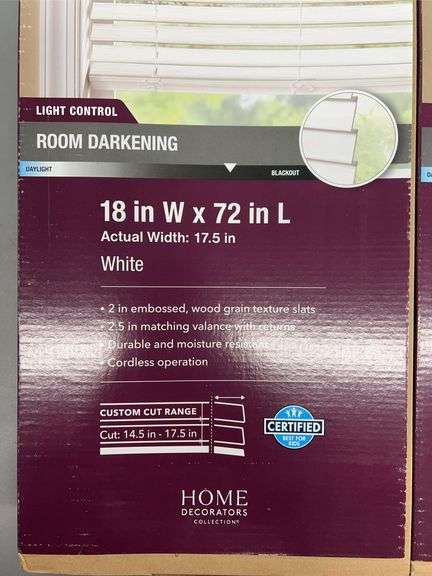 LIGHT CONTROL
ROOM DARKENING
DAYLIGHT
BLACKOUT
18 in W x 72 in L
Actual Width: 17.5 in
White
• 2 in embossed, wood grain texture slats
• 2.5 in matching valance with returns
• Durable and moisture resistant
• Cordless operation
CUSTOM CUT RANGE
Cut: 14.5 in - 17.5 in
CERTIFIED
BEST FOR
KIDS
HOME
DECORATORS
COLLECTION®